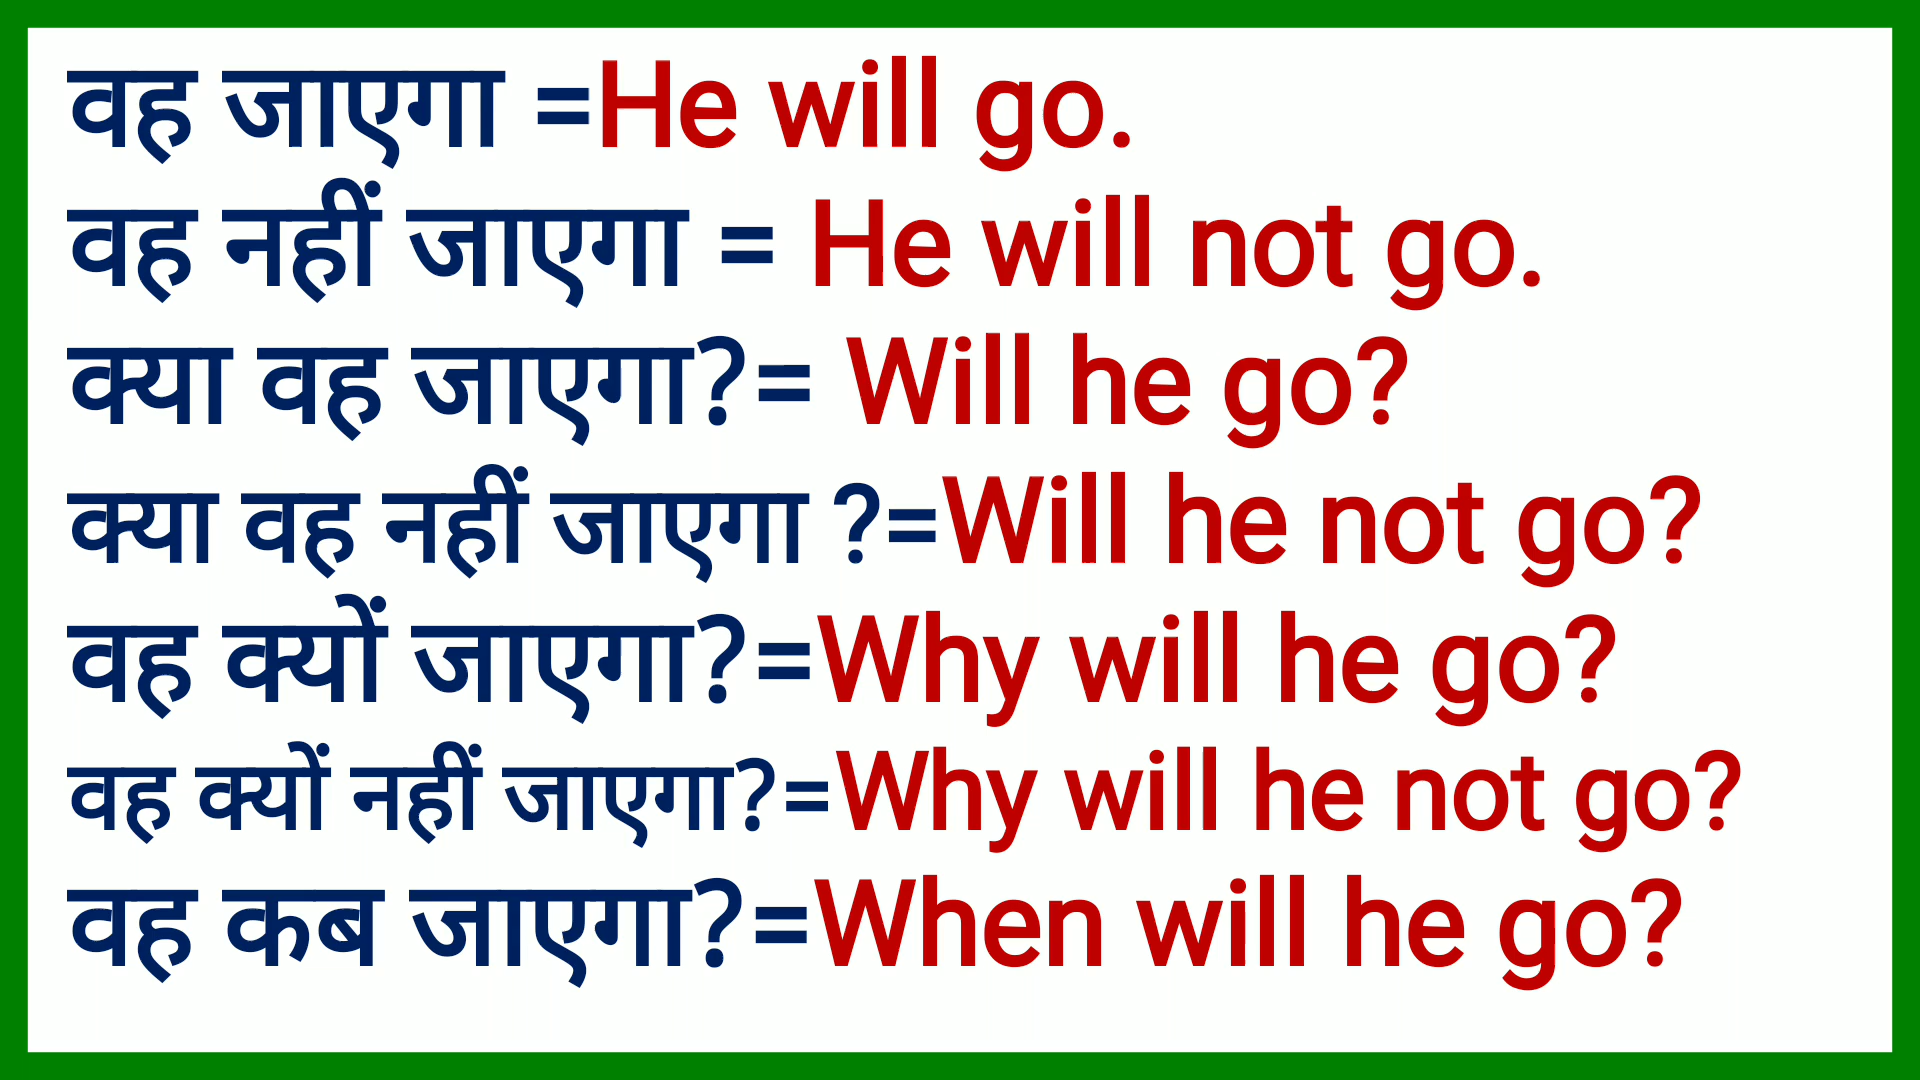 वह जाएगा =He will go.
वह नहीं जाएगा = He will not go.
क्या वह जाएगा?= Will he go?
क्या वह नहीं जाएगा ?=Will he not go?
वह क्यों जाएगा?=Why will he go?
वह क्यों नहीं जाएगा?=Why will he not go?
वह कब जाएगा?=When will he go?